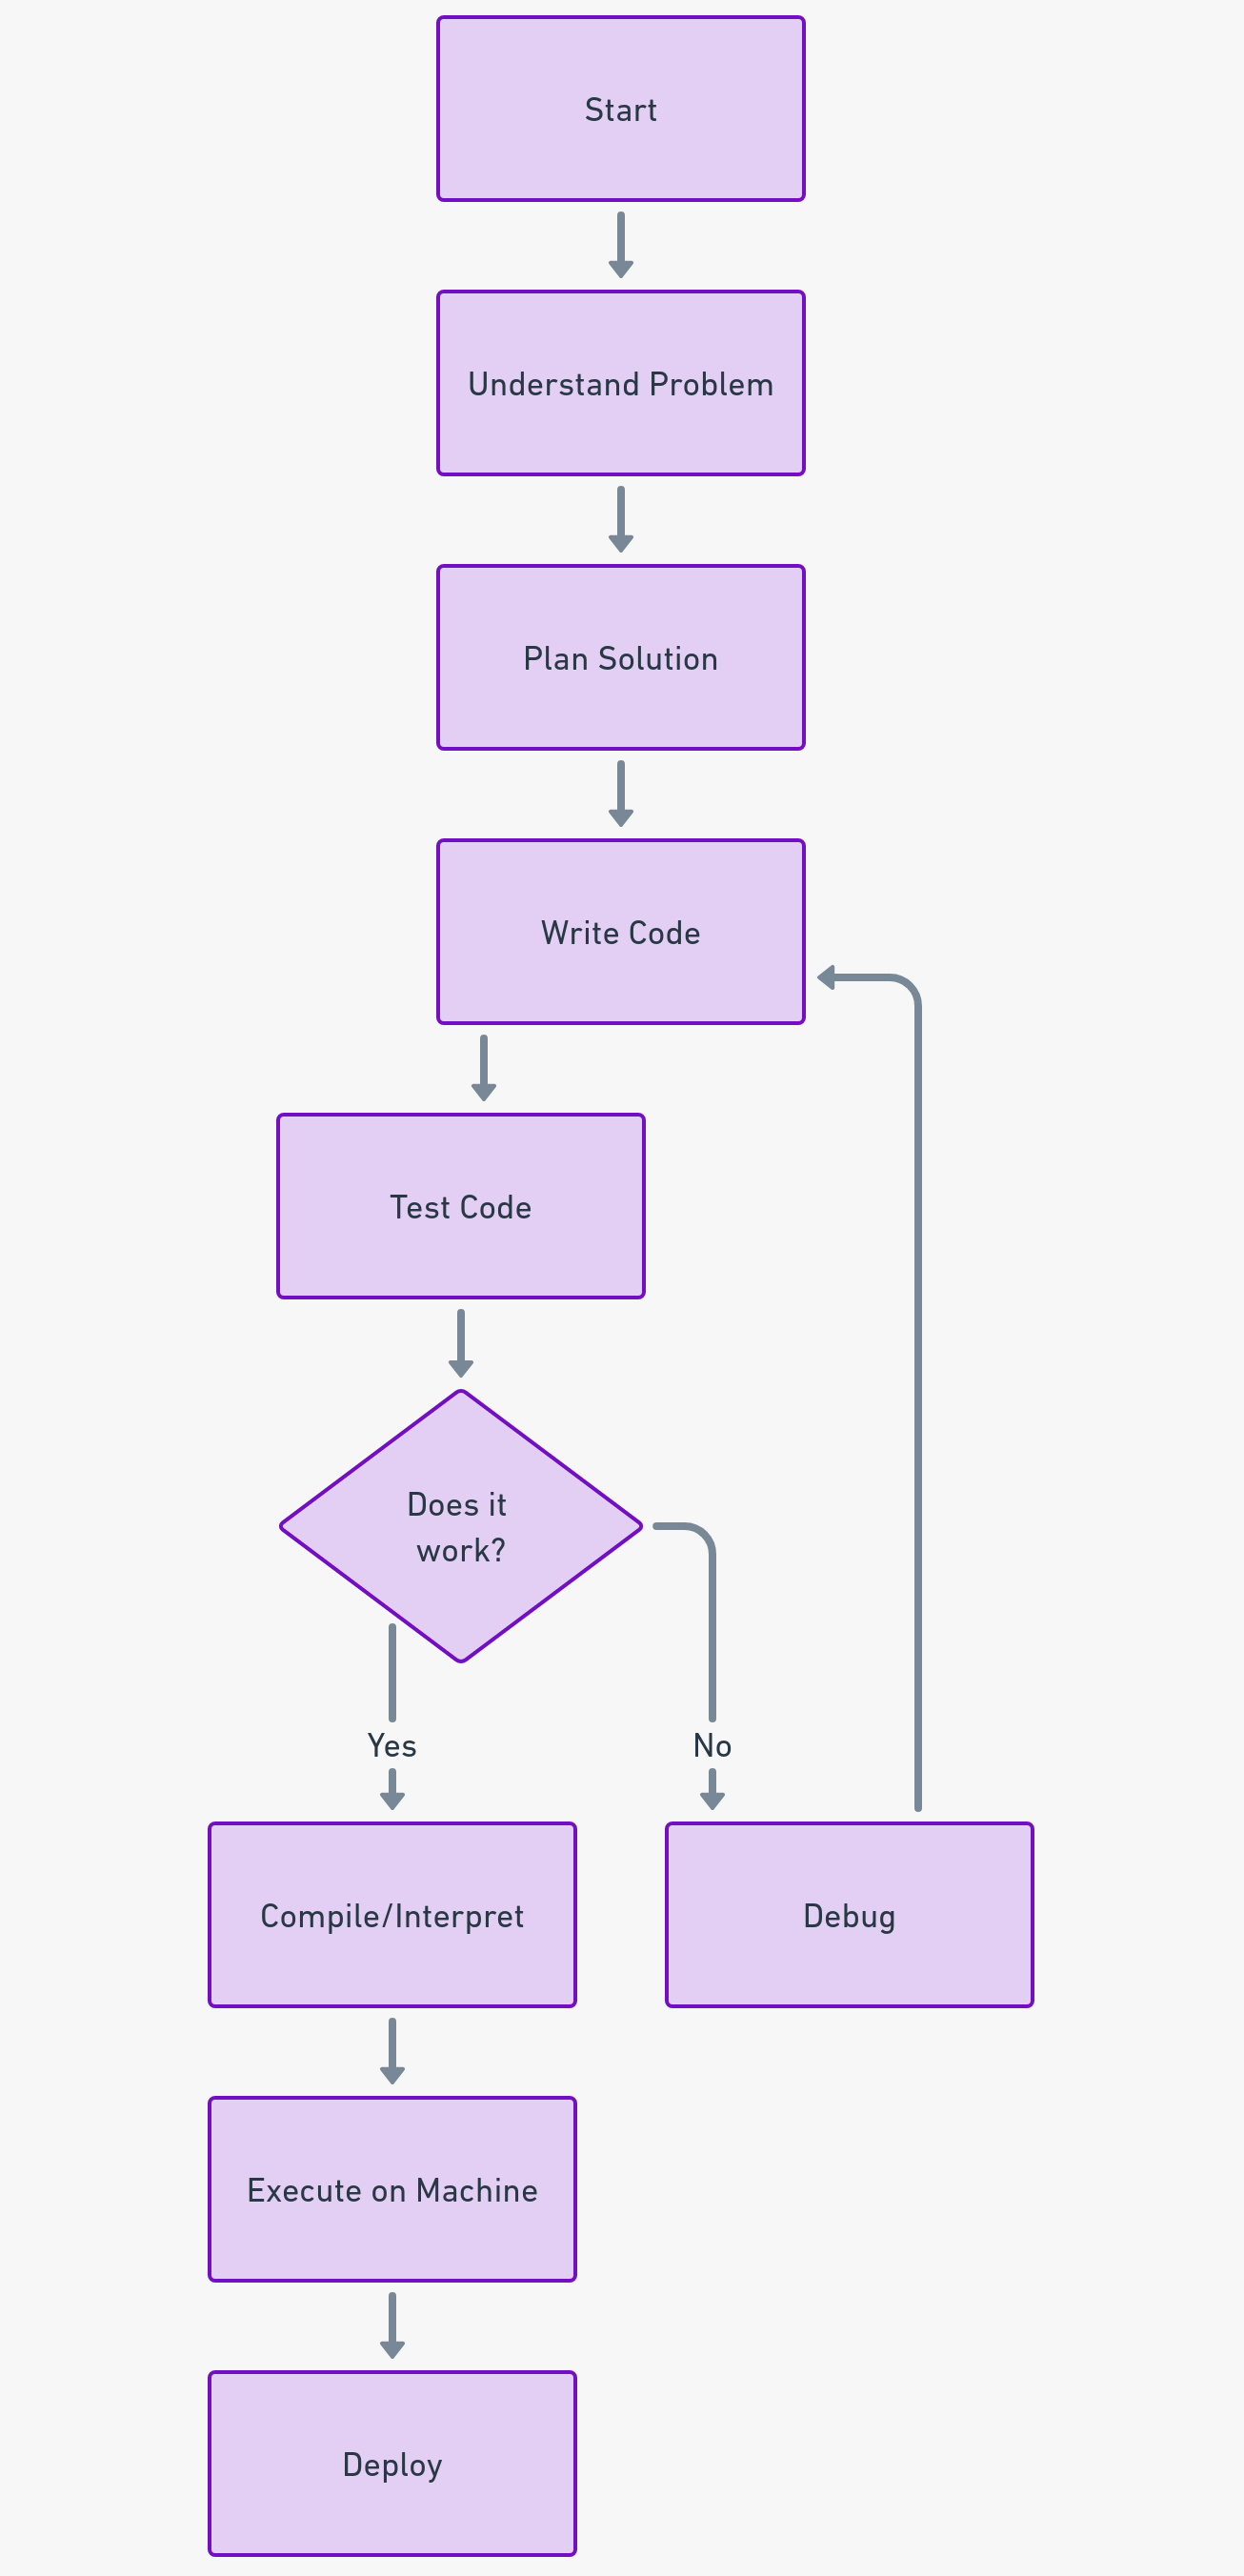 Start
Understand Problem
Plan Solution
Write Code
Test Code
Does it
work?
Yes
No
Compile/Interpret
Debug
Execute on Machine
Deploy